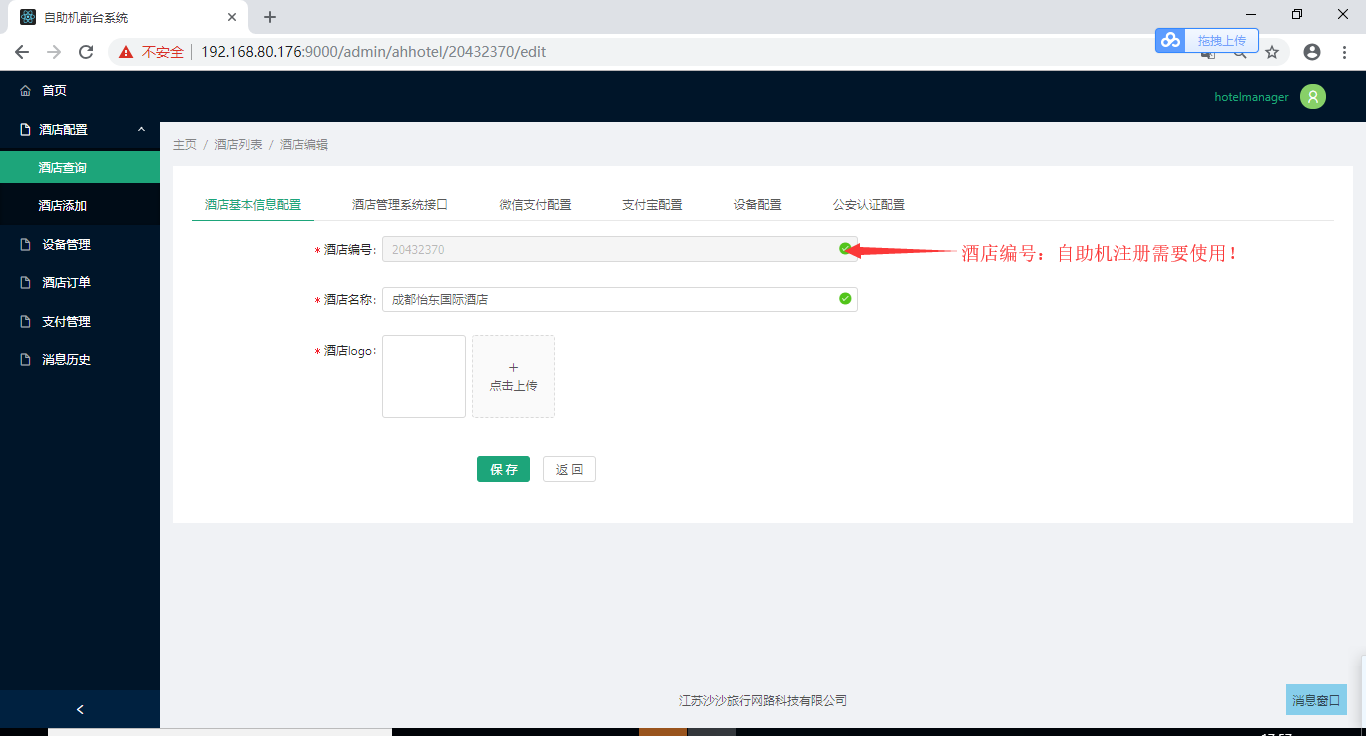 自助机前台系统
不安全
192.168.80.176:9000/admin/ahhotel/20432370/edit
拖拽上传
首页
hotelmanager
酒店配置
主页 / 酒店列表 / 酒店编辑
酒店查询
酒店添加
设备管理
酒店订单
支付管理
消息历史
酒店基本信息配置 酒店管理系统接口 微信支付配置 支付宝配置 设备配置 公安认证配置
* 酒店编号: 20432370
酒店编号：自助机注册需要使用！
* 酒店名称: 成都怡东国际酒店
* 酒店logo:
+
点击上传
保 存 返 回
江苏沙沙旅行网路科技有限公司
消息窗口